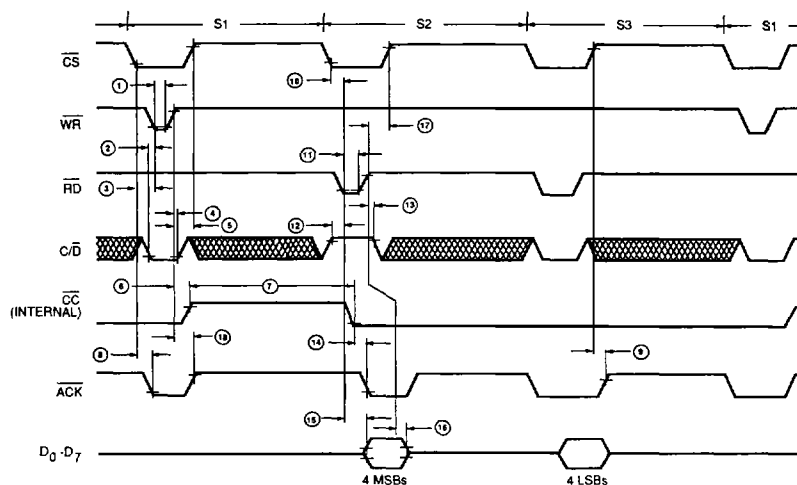 S1 S2 S3 S1
CS
1 10
WR
17
2 11
RD
3 4 13
5 12
C/D
6 7
CC
(INTERNAL)
8 18 14 9
ACK
15 16
D0-D7
4 MSBs 4 LSBs